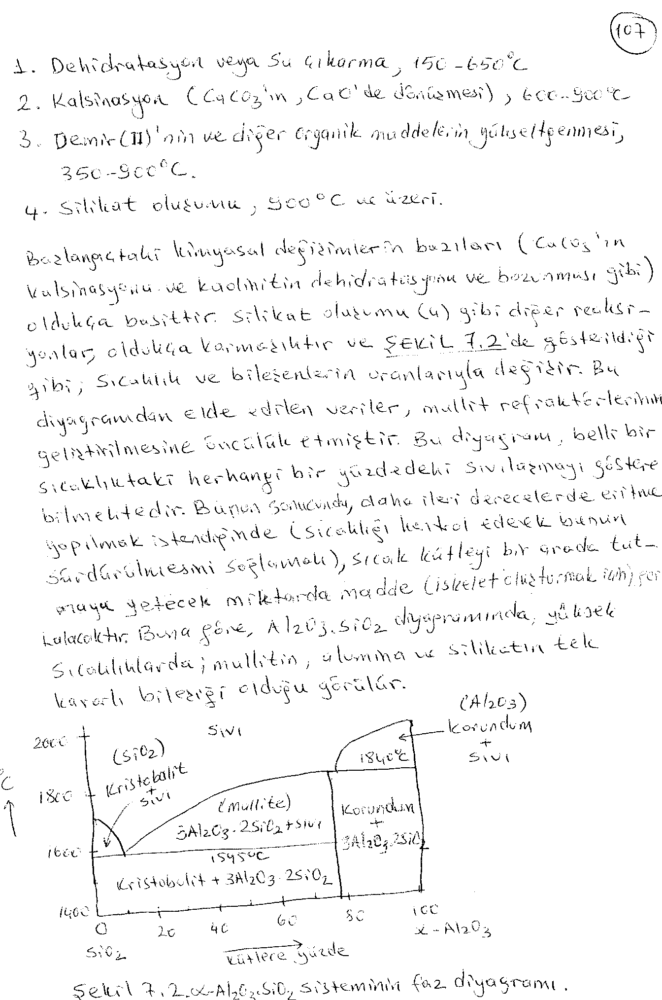 107
1. Dehidratasyon veya Su çıkarma, 150-650°C
2. Kalsinasyon (CaCO3'ın, CaO'de dönüşmesi), 600-900°C
3. Demir(II)'nin ve diğer organik maddelerin yükseltgenmesi,
350-900°C.
4. Silikat oluşumu, 900°C ve üzeri.
Başlangıçtaki kimyasal değişimlerin bazıları (CaCO3'ın
kalsinasyonu ve kaolinitin dehidratasyonu ve bozunması gibi)
oldukça basittir. Silikat oluşumu (4) gibi diğer reaksi-
yonlar, oldukça karmaşıktır ve ŞEKİL 7.2'de gösterildiği
gibi; sıcaklık ve bileşenlerin oranlarıyla değişir. Bu
diyagramdan elde edilen veriler, mullit refraktörlerinin
geliştirilmesine öncülük etmiştir. Bu diyagram, belli bir
sıcaklıktaki herhangi bir yüzdedeki sıvılaşmayı göstere
bilmektedir. Bunun sonucunda, daha ileri derecelerde eritme
yapılmak istendiğinde (sıcaklığı kontrol ederek bunun
sürdürülmesini sağlamalı), sıcak kütleyi bir arada tut-
maya yetecek miktarda madde (iskelet oluşturmak için) geri
kalacaktır. Buna göre, Al2O3.SiO2 diyagramında, yüksek
sıcaklıklarda; mullitin, alumina ve silikatın tek
kararlı bileşiği olduğu görülür.
(Al2O3)
Korundum
+
sıvı
Sıvı
2000
(SiO2)
Kristobalit
+
sıvı
1840°C
°C
1800
(mullite)
3Al2O3.2SiO2+sıvı
Korundum
+
3Al2O3.2SiO2
1600
1545°C
Kristobalit + 3Al2O3.2SiO2
1400
0
20
40
60
80
100
SiO2
α-Al2O3
kütlece yüzde
Şekil 7.2. α-Al2O3.SiO2 sisteminin faz diyagramı.